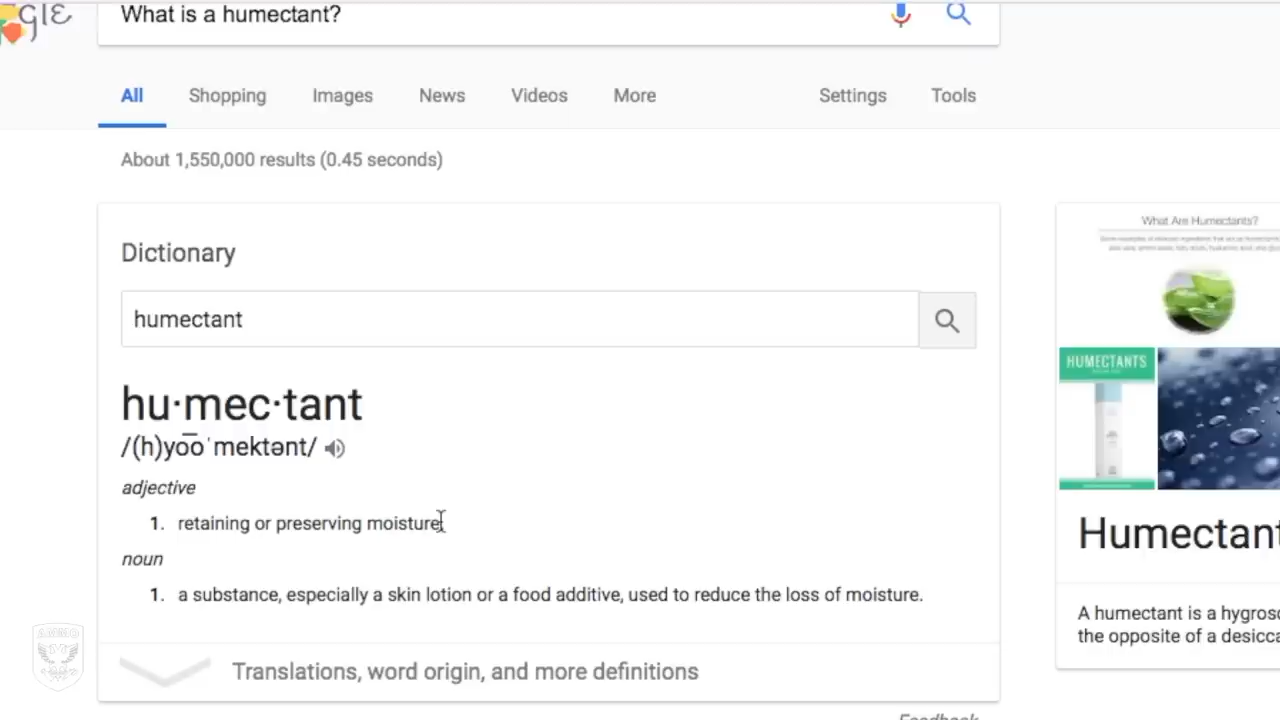 What is a humectant?
All Shopping Images News Videos More Settings Tools
About 1,550,000 results (0.45 seconds)
Dictionary
humectant
hu·mec·tant
/(h)yo͞oˈmektənt/
adjective
1. retaining or preserving moisture.
noun
1. a substance, especially a skin lotion or a food additive, used to reduce the loss of moisture.
Translations, word origin, and more definitions
Feedback
What Are Humectants?
HUMECTANTS
Humectant
A humectant is a hygrosc
the opposite of a desicca
AMMO